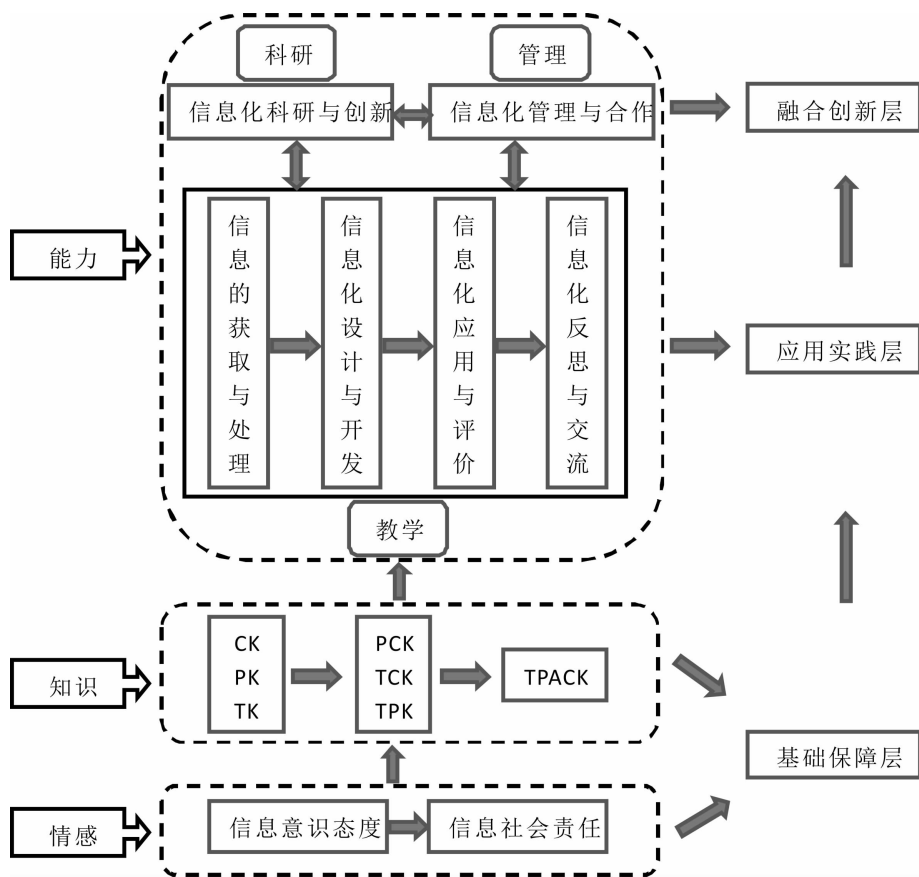 科研
管理
信息化科研与创新
信息化管理与合作
融合创新层
能力
信息的获取与处理
信息化设计与开发
信息化应用与评价
信息化反思与交流
应用实践层
教学
知识
CK
PK
TK
PCK
TCK
TPK
TPACK
基础保障层
情感
信息意识态度
信息社会责任